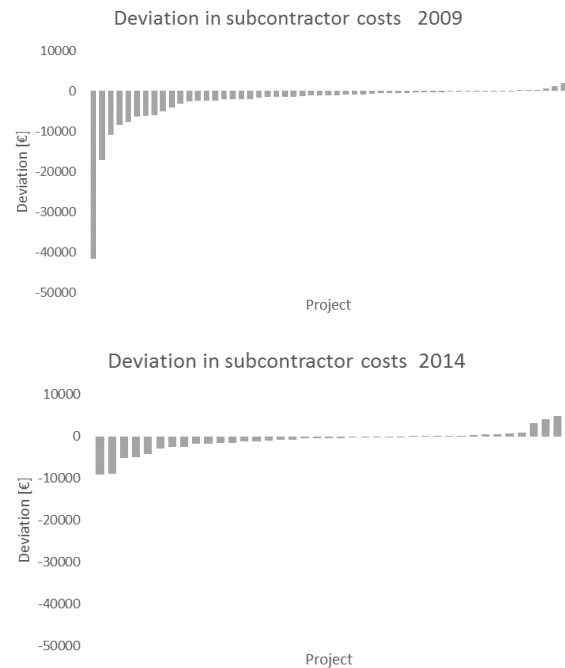 Deviation in subcontractor costs 2009
10000
0
-10000
-20000
-30000
-40000
-50000
Deviation [€]
Project
Deviation in subcontractor costs 2014
10000
0
-10000
-20000
-30000
-40000
-50000
Deviation [€]
Project